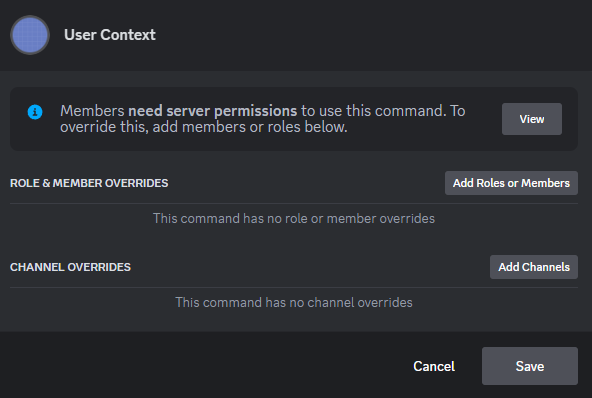 User Context
Members need server permissions to use this command. To
override this, add members or roles below.
View
ROLE & MEMBER OVERRIDES
Add Roles or Members
This command has no role or member overrides
CHANNEL OVERRIDES
Add Channels
This command has no channel overrides
Cancel
Save